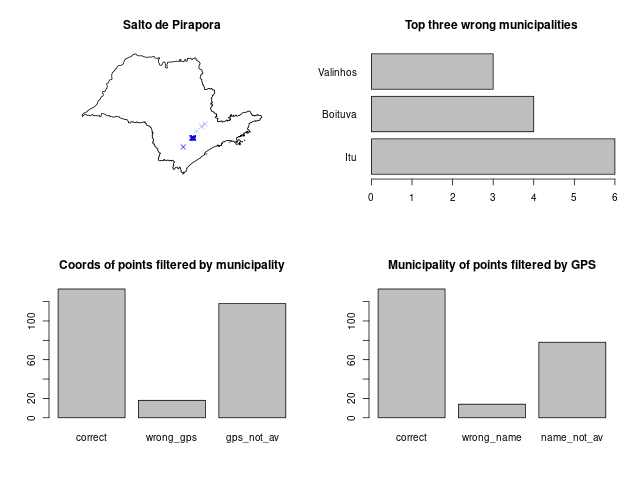 Salto de Pirapora
Top three wrong municipalities
Valinhos
Boituva
Itu
0 1 2 3 4 5 6
Coords of points filtered by municipality
0 20 60 100
correct wrong_gps gps_not_av
Municipality of points filtered by GPS
0 20 60 100
correct wrong_name name_not_av